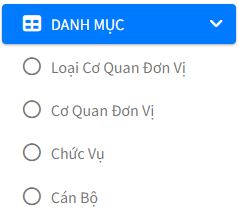 DANH MỤC
Loại Cơ Quan Đơn Vị
Cơ Quan Đơn Vị
Chức Vụ
Cán Bộ